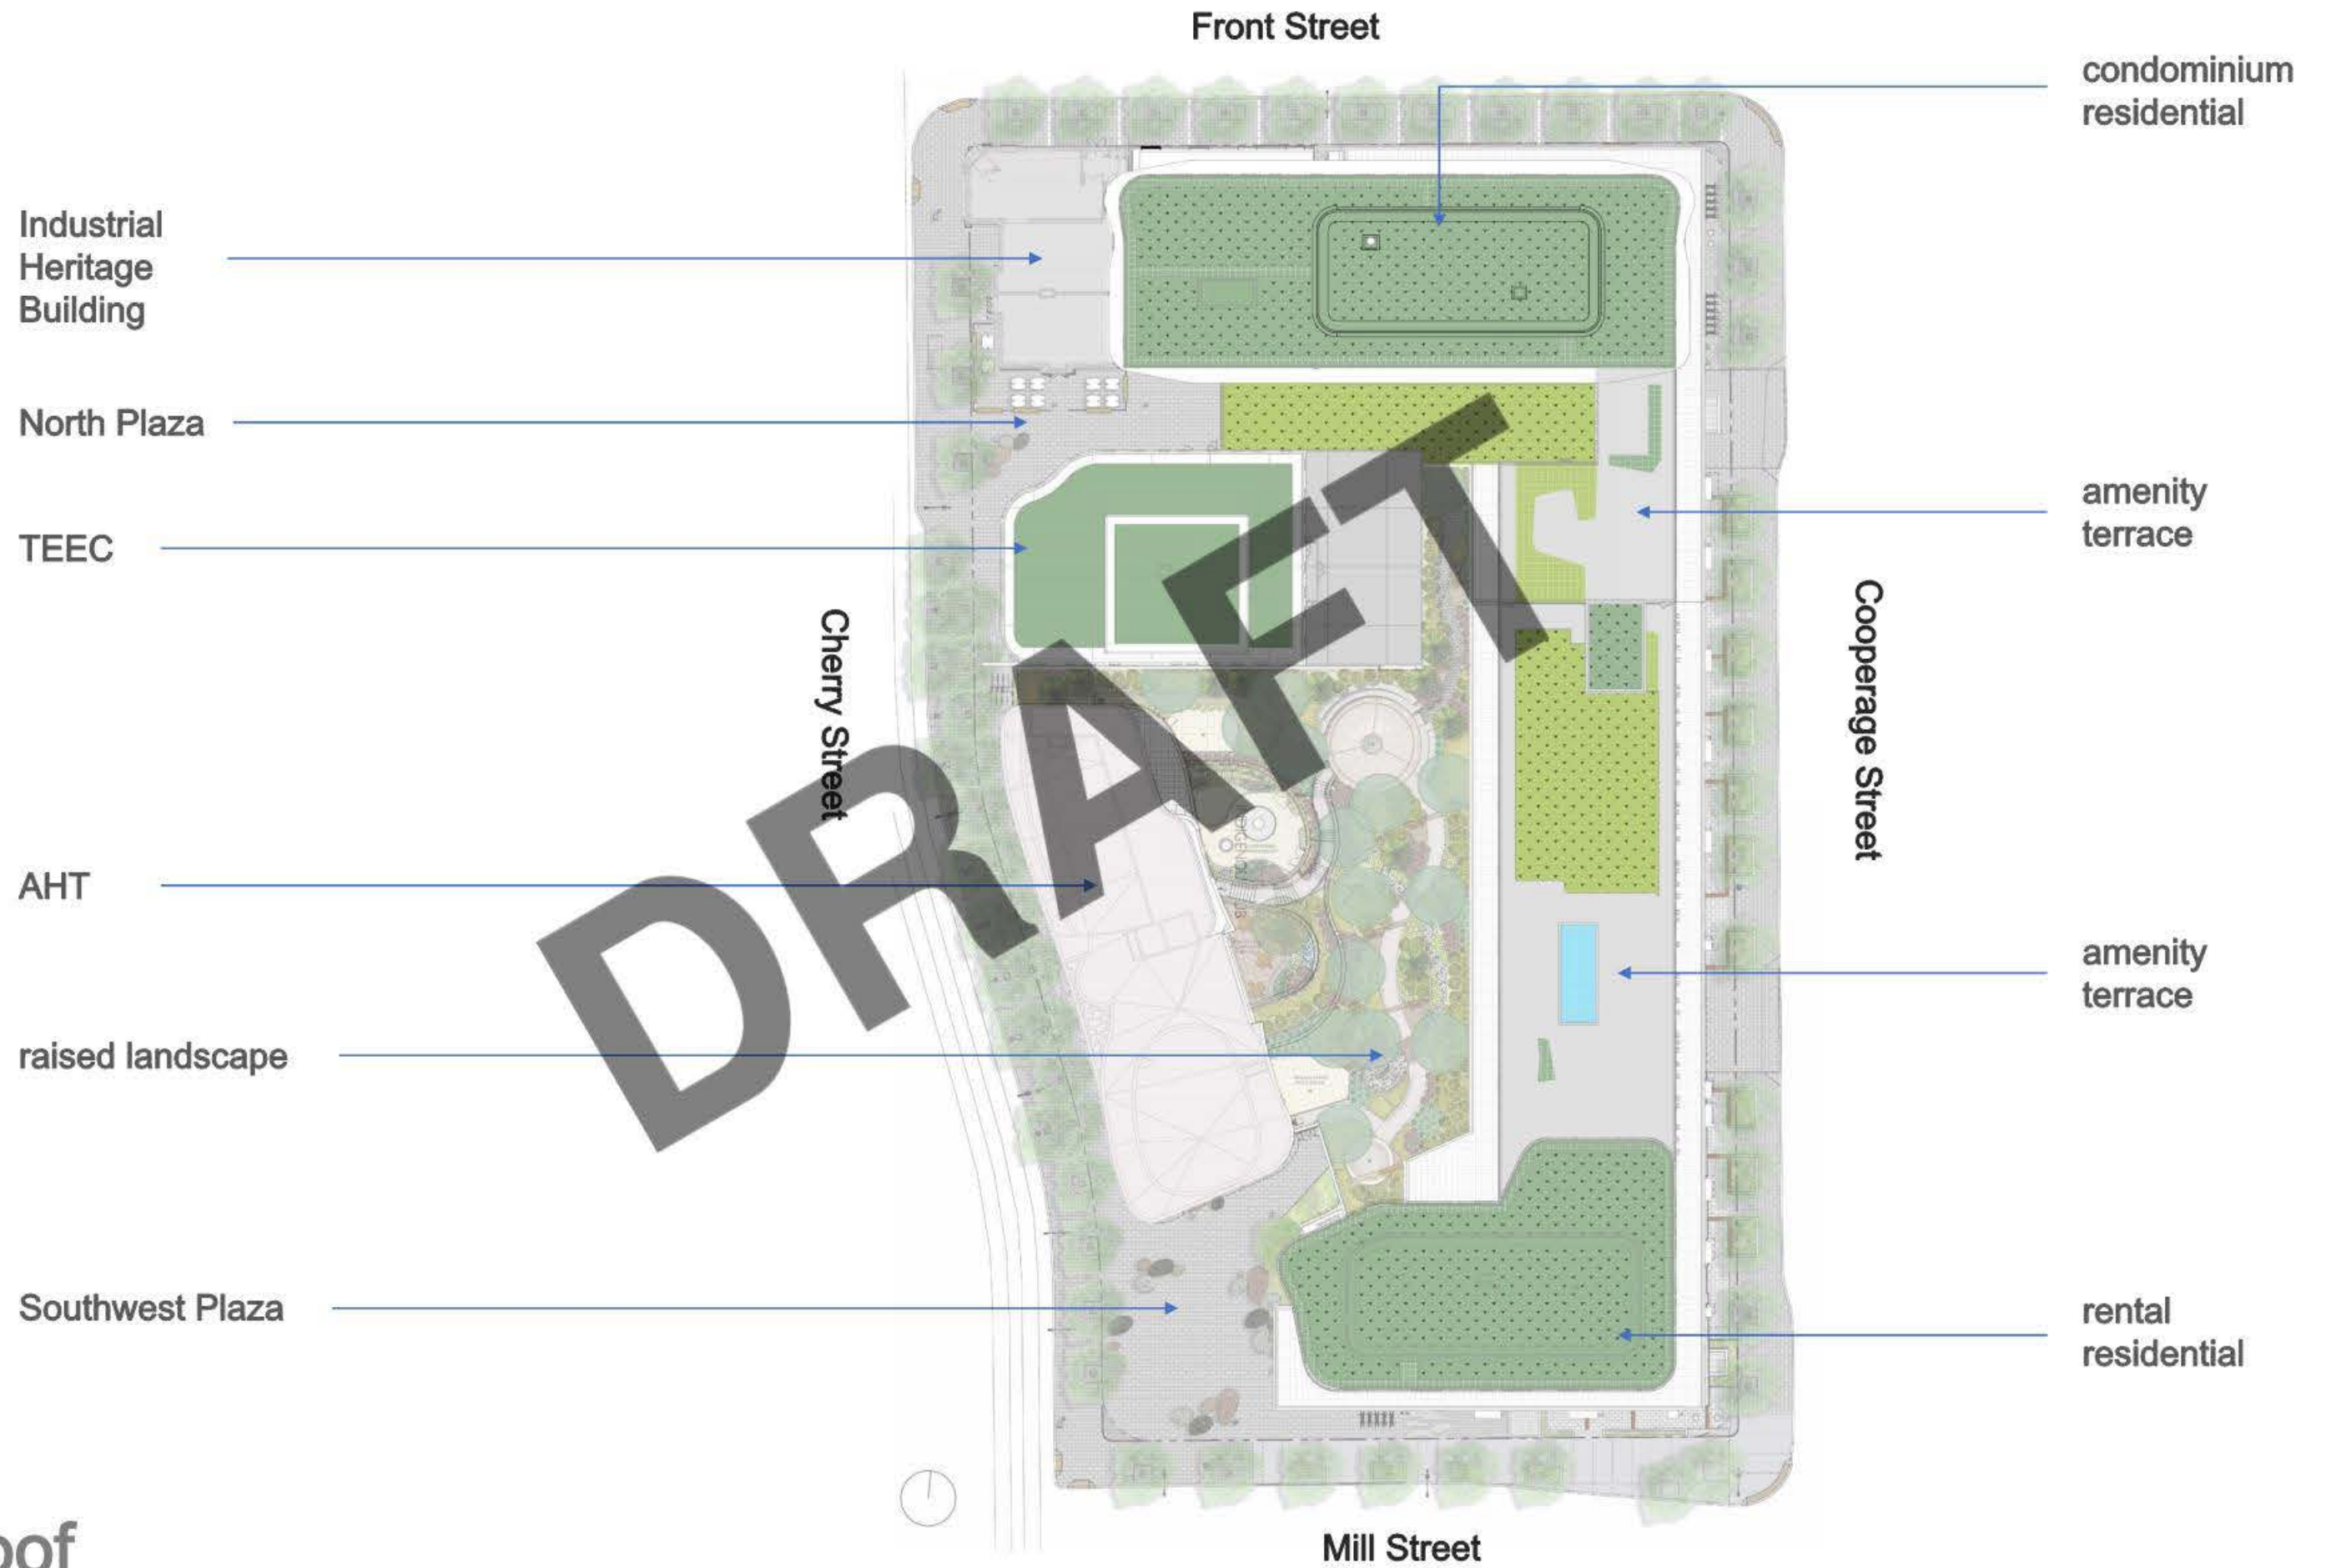 Front Street
condominium
residential
Industrial
Heritage
Building
North Plaza
TEEC
amenity
terrace
Cherry Street
Cooperage Street
DRAFT
AHT
amenity
terrace
raised landscape
Southwest Plaza
rental
residential
Mill Street
oof